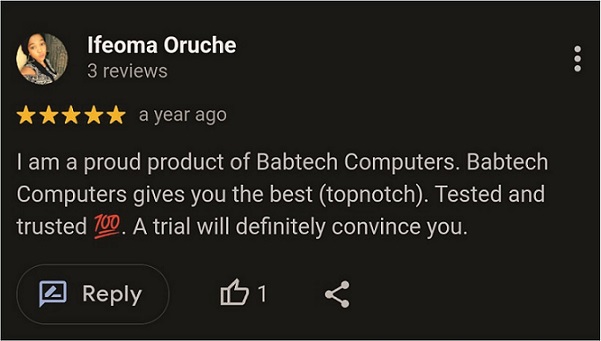 Ifeoma Oruche
3 reviews
a year ago
I am a proud product of Babtech Computers. Babtech
Computers gives you the best (topnotch). Tested and
trusted 💯. A trial will definitely convince you.
Reply
1